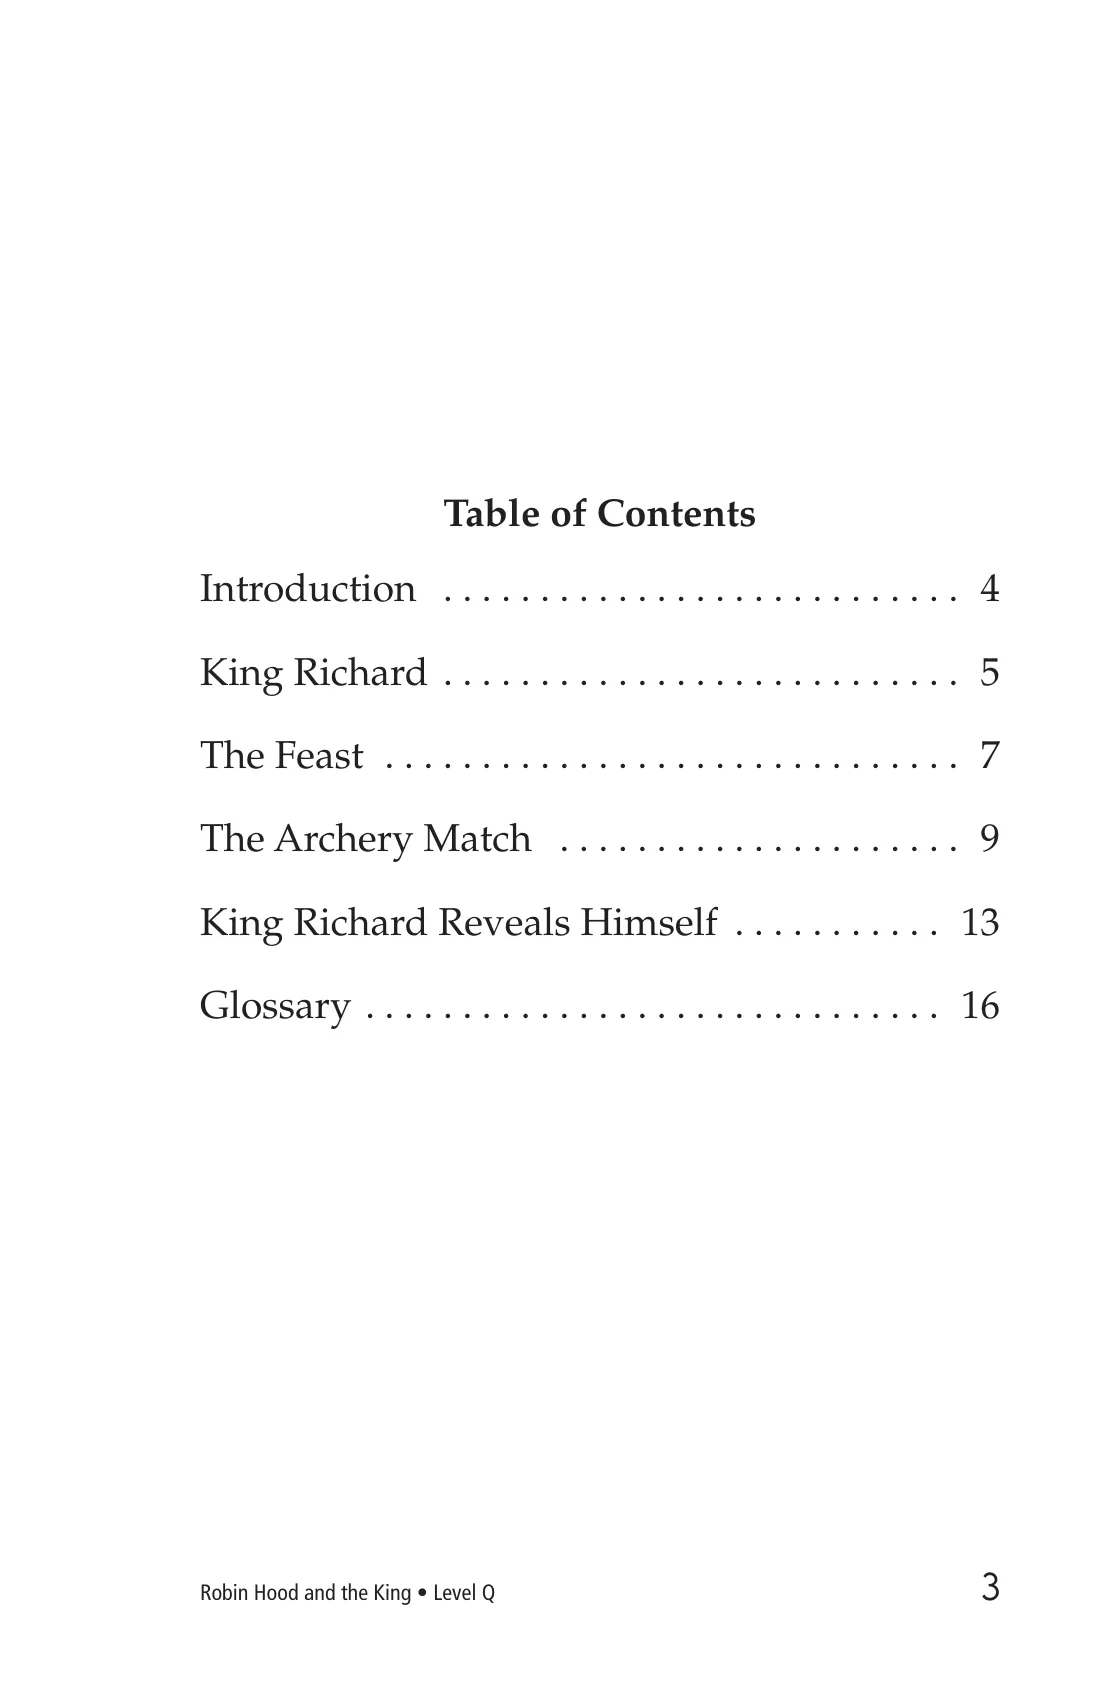 Table of Contents
Introduction . . . . . . . . . . . . . . . . . . . . . . . . . . . 4
King Richard . . . . . . . . . . . . . . . . . . . . . . . . . . . 5
The Feast . . . . . . . . . . . . . . . . . . . . . . . . . . . . . . 7
The Archery Match . . . . . . . . . . . . . . . . . . . . . 9
King Richard Reveals Himself . . . . . . . . . . . 13
Glossary . . . . . . . . . . . . . . . . . . . . . . . . . . . . . . 16
Robin Hood and the King • Level Q 3